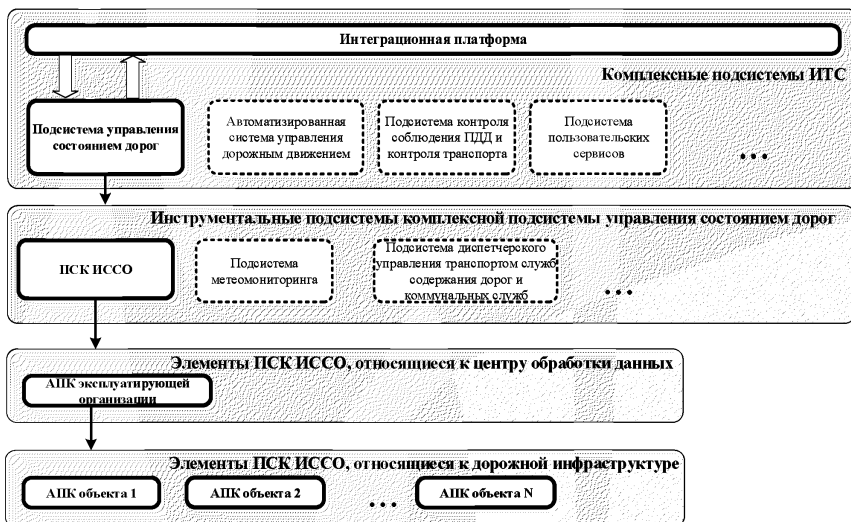 Интеграционная платформа
Комплексные подсистемы ИТС
Подсистема управления
состоянием дорог
Автоматизированная
система управления
дорожным движением
Подсистема контроля
соблюдения ПДД и
контроля транспорта
Подсистема
пользовательских
сервисов
...
Инструментальные подсистемы комплексной подсистемы управления состоянием дорог
ПСК ИССО
Подсистема
метеомониторинга
Подсистема диспетчерского
управления транспортом служб
содержания дорог и
коммунальных служб
...
Элементы ПСК ИССО, относящиеся к центру обработки данных
АПК эксплуатирующей
организации
Элементы ПСК ИССО, относящиеся к дорожной инфраструктуре
АПК объекта 1
АПК объекта 2
...
АПК объекта N